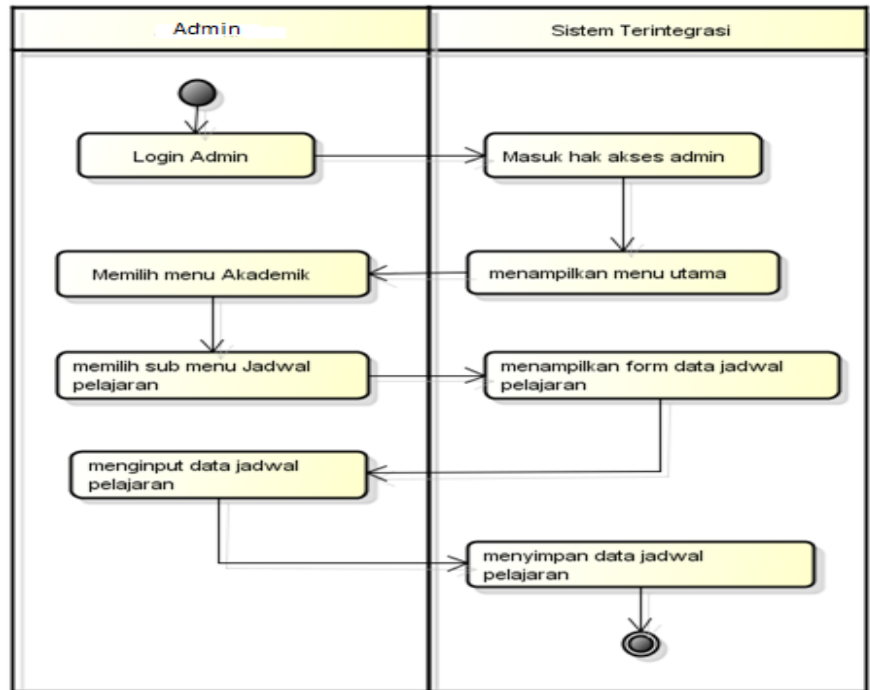 Admin
Sistem Terintegrasi
Login Admin
Masuk hak akses admin
menampilkan menu utama
Memilih menu Akademik
memilih sub menu Jadwal
pelajaran
menampilkan form data jadwal
pelajaran
menginput data jadwal
pelajaran
menyimpan data jadwal
pelajaran